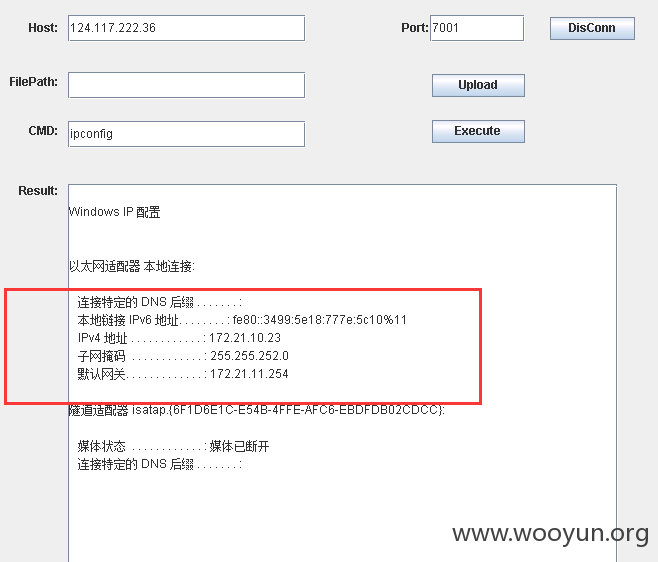 Host: 124.117.222.36 Port: 7001 DisConn
FilePath: Upload
CMD: ipconfig Execute
Result:
Windows IP 配置
以太网适配器 本地连接:
连接特定的 DNS 后缀 . . . . . . . :
本地链接 IPv6 地址. . . . . . . . : fe80::3499:5e18:777e:5c10%11
IPv4 地址 . . . . . . . . . . . . : 172.21.10.23
子网掩码 . . . . . . . . . . . . : 255.255.252.0
默认网关. . . . . . . . . . . . . : 172.21.11.254
隧道适配器 isatap.{6F1D6E1C-E54B-4FFE-AFC6-EBDFDB02CDCC}:
媒体状态 . . . . . . . . . . . . : 媒体已断开
连接特定的 DNS 后缀 . . . . . . . :
www.wooyun.org